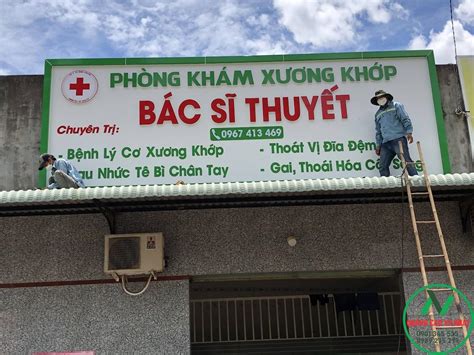 PHÒNG KHÁM XƯƠNG KHỚP
BÁC SĨ THUYẾT
0967 413 469
Chuyên Trị:
- Bệnh Lý Cơ Xương Khớp
- Thoát Vị Đĩa Đệm
au Nhức Tê Bì Chân Tay
- Gai, Thoái Hóa Cột